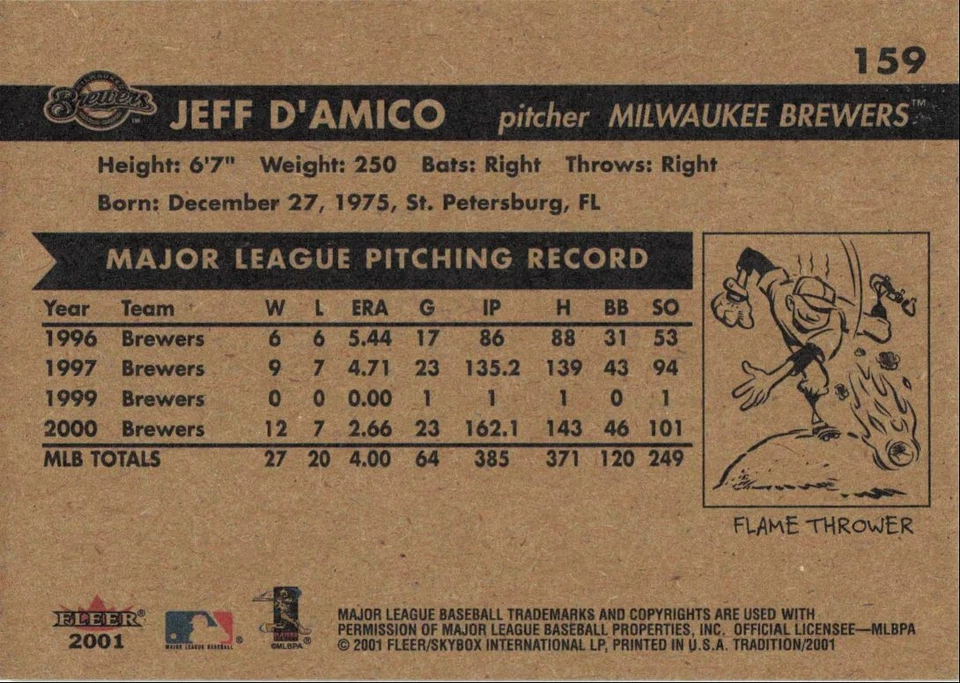 159
MILWAUKEE
Brewers
JEFF D'AMICO pitcher MILWAUKEE BREWERS™
Height: 6'7" Weight: 250 Bats: Right Throws: Right
Born: December 27, 1975, St. Petersburg, FL
MAJOR LEAGUE PITCHING RECORD
Year Team W L ERA G IP H BB SO
1996 Brewers 6 6 5.44 17 86 88 31 53
1997 Brewers 9 7 4.71 23 135.2 139 43 94
1999 Brewers 0 0 0.00 1 1 1 0 1
2000 Brewers 12 7 2.66 23 162.1 143 46 101
MLB TOTALS 27 20 4.00 64 385 371 120 249
FLAME THROWER
FLEER®
2001
MAJOR LEAGUE BASEBALL
®
PLAYERS
©MLBPA
MAJOR LEAGUE BASEBALL TRADEMARKS AND COPYRIGHTS ARE USED WITH
PERMISSION OF MAJOR LEAGUE BASEBALL PROPERTIES, INC. OFFICIAL LICENSEE—MLBPA
© 2001 FLEER/SKYBOX INTERNATIONAL LP, PRINTED IN U.S.A. TRADITION/2001